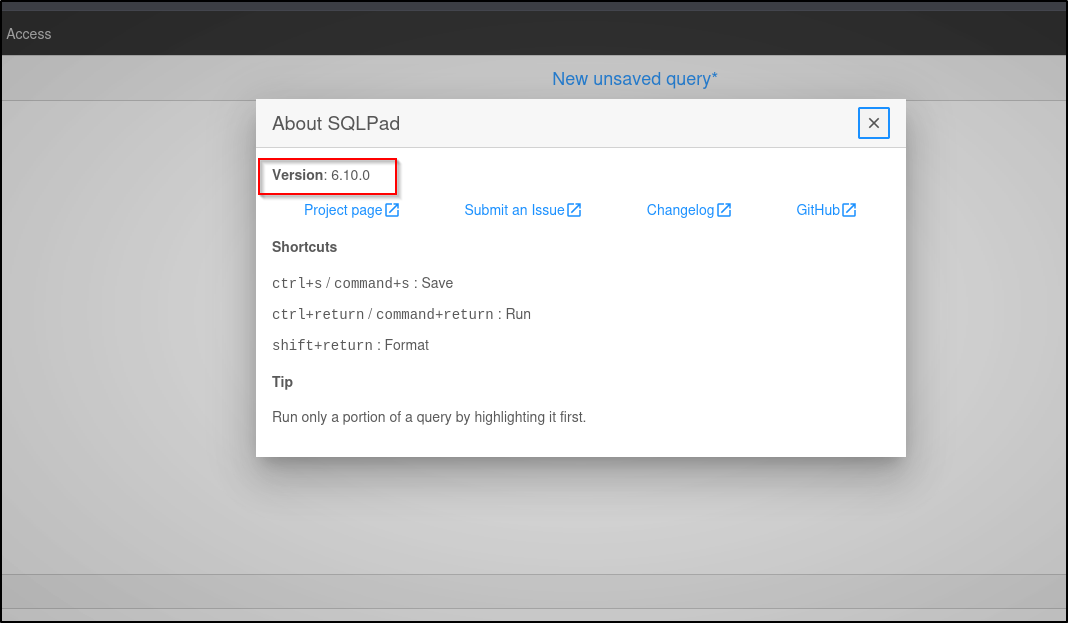 Access
New unsaved query*
About SQLPad
Version: 6.10.0
Project page Submit an Issue Changelog GitHub
Shortcuts
ctrl+s / command+s : Save
ctrl+return / command+return : Run
shift+return : Format
Tip
Run only a portion of a query by highlighting it first.